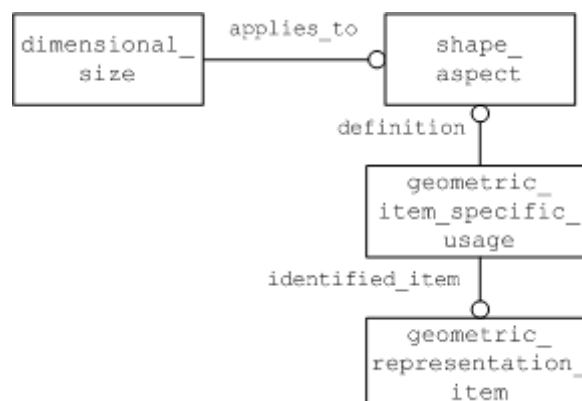 applies_to
dimensional_
size
shape_
aspect
definition
geometric_
item_specific_
usage
identified_item
geometric_
representation_
item